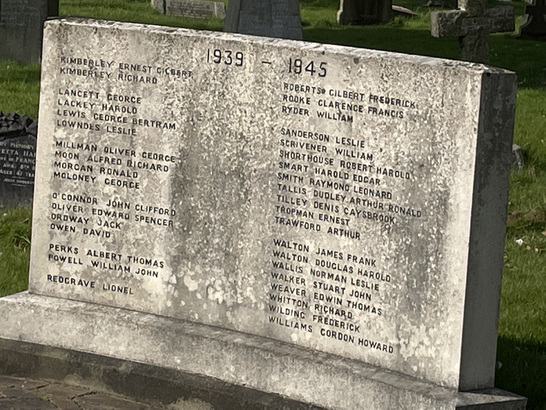 1939 – 1945
KIMBERLEY ERNEST GILBERT
KIMBERLEY RICHARD
LANCETT GEORGE
LACKEY HAROLD
LEWIS GEORGE BERTRAM
LOWNDES LESLIE
MILLMAN OLIVER GEORGE
MOON ALFRED RICHARD
MORGAN RONALD
MOLONEY GEORGE
O'CONNOR JOHN CLIFFORD
OLIVER EDWARD SPENCER
ORDWAY JACK
OWEN DAVID
PERKS ALBERT THOMAS
POWELL WILLIAM JOHN
REDGRAVE LIONEL
ROBERTS GILBERT FREDERICK
ROOKE CLARENCE FRANCIS
RYDER WILLIAM
SANDERSON LESLIE
SCRIVENER WILLIAM
SHORTHOUSE ROBERT HAROLD
SMART HAROLD EDGAR
SMITH RAYMOND LEONARD
TALLIS DUDLEY ARTHUR RONALD
TILLEY DENIS CAYSBROOK
TROPMAN ERNEST
TRAWFORD ARTHUR
WALTON JAMES FRANK
WALTON DOUGLAS HAROLD
WALLIS NORMAN LESLIE
WALKER STUART JOHN
WEAVER EDWIN THOMAS
WHITTON RICHARD
WILDING FREDERICK
WILLIAMS GORDON HOWARD